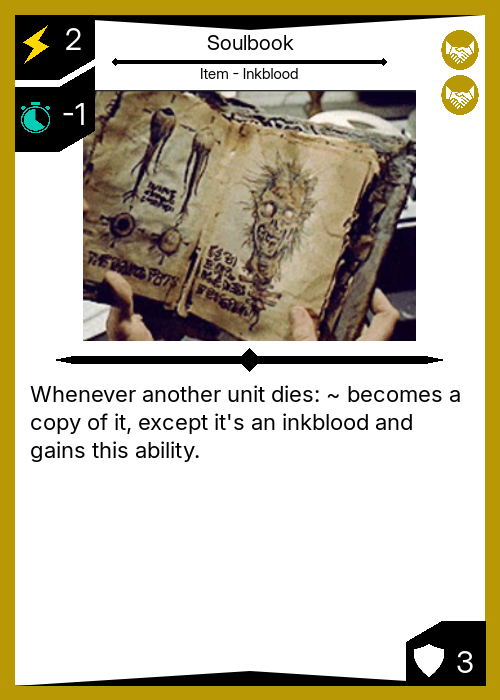 2
Soulbook
Item - Inkblood
-1
Whenever another unit dies: ~ becomes a
copy of it, except it's an inkblood and
gains this ability.
3